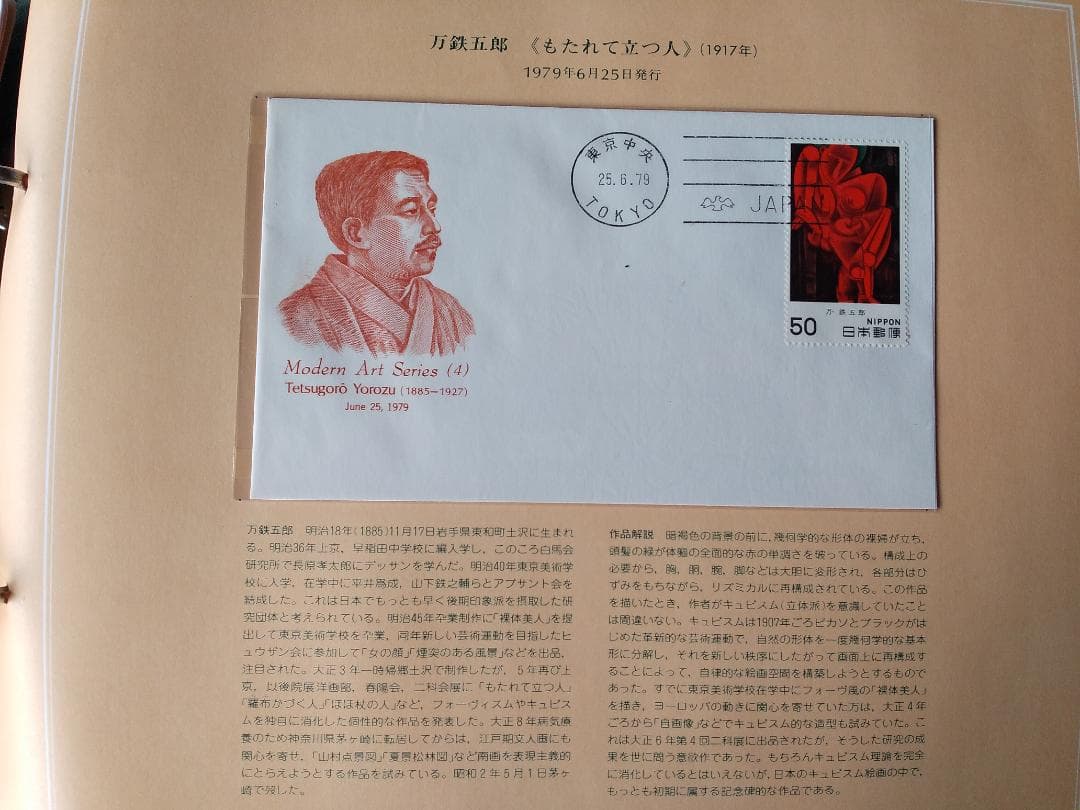 万鉄五郎 《もたれて立つ人》(1917年)
1979年6月25日発行
東京中央
25.6.79
TOKYO
JAPAN
万・鉄五郎
50
NIPPON
日本郵便
Modern Art Series (4)
Tetsugorō Yorozu (1885−1927)
June 25, 1979
万鉄五郎 明治18年(1885)11月17日岩手県東和町土沢に生まれ
る。明治36年上京、早稲田中学校に編入学し、このころ白馬会
研究所で長原孝太郎にデッサンを学んだ。明治40年東京美術学
校に入学、在学中に平井為成、山下鉄之輔らとアブサント会を
結成した。これは日本でもっとも早く後期印象派を摂取した研
究団体と考えられている。明治45年卒業制作に「裸体美人」を提
出して東京美術学校を卒業、同年新しい芸術運動を目指したヒ
ュウザン会に参加して「女の顔」「煙突のある風景」などを出品、
注目された。大正3年一時帰郷土沢で制作したが、5年再び上
京、以後院展洋画部、春陽会、二科会展に「もたれて立つ人」
「羅布かづく人」「ほほ杖の人」など、フォーヴィスムやキュビス
ムを独自に消化した個性的な作品を発表した。大正8年病気療
養のため神奈川県茅ヶ崎に転居してからは、江戸期文人画にも
関心を寄せ、「山村点景図」「夏景松林図」など南画を表現主義的
にとらえようとする作品を試みている。昭和2年5月1日茅ヶ
崎で歿した。
作品解説 暗褐色の背景の前に、幾何学的な形体の裸婦が立ち、
頭髪の緑が体軀の全面的な赤の単調さを破っている。構成上の
必要から、胸、胴、腕、脚などは大胆に変形され、各部分はひ
ずみをもちながら、リズミカルに再構成されている。この作品
を描いたとき、作者がキュビスム(立体派)を意識していたこと
は間違いない。キュビスムは1907年ごろピカソとブラックがは
じめた革新的な芸術運動で、自然の形体を一度幾何学的な基本
形に分解し、それを新しい秩序にしたがって画面上に再構成す
ることによって、自律的な絵画空間を構築しようとするもので
あった。すでに東京美術学校在学中にフォーヴ風の「裸体美人」
を描き、ヨーロッパの動きに関心を寄せていた万は、大正4年
ごろから「自画像」などでキュビスム的な造型も試みていた。こ
れは大正6年第4回二科展に出品されたが、そうした研究の成
果を世に問う意欲作であった。もちろんキュビスム理論を完全
に消化しているとはいえないが、日本のキュビスム絵画の中で、
もっとも初期に属する記念碑的な作品である。